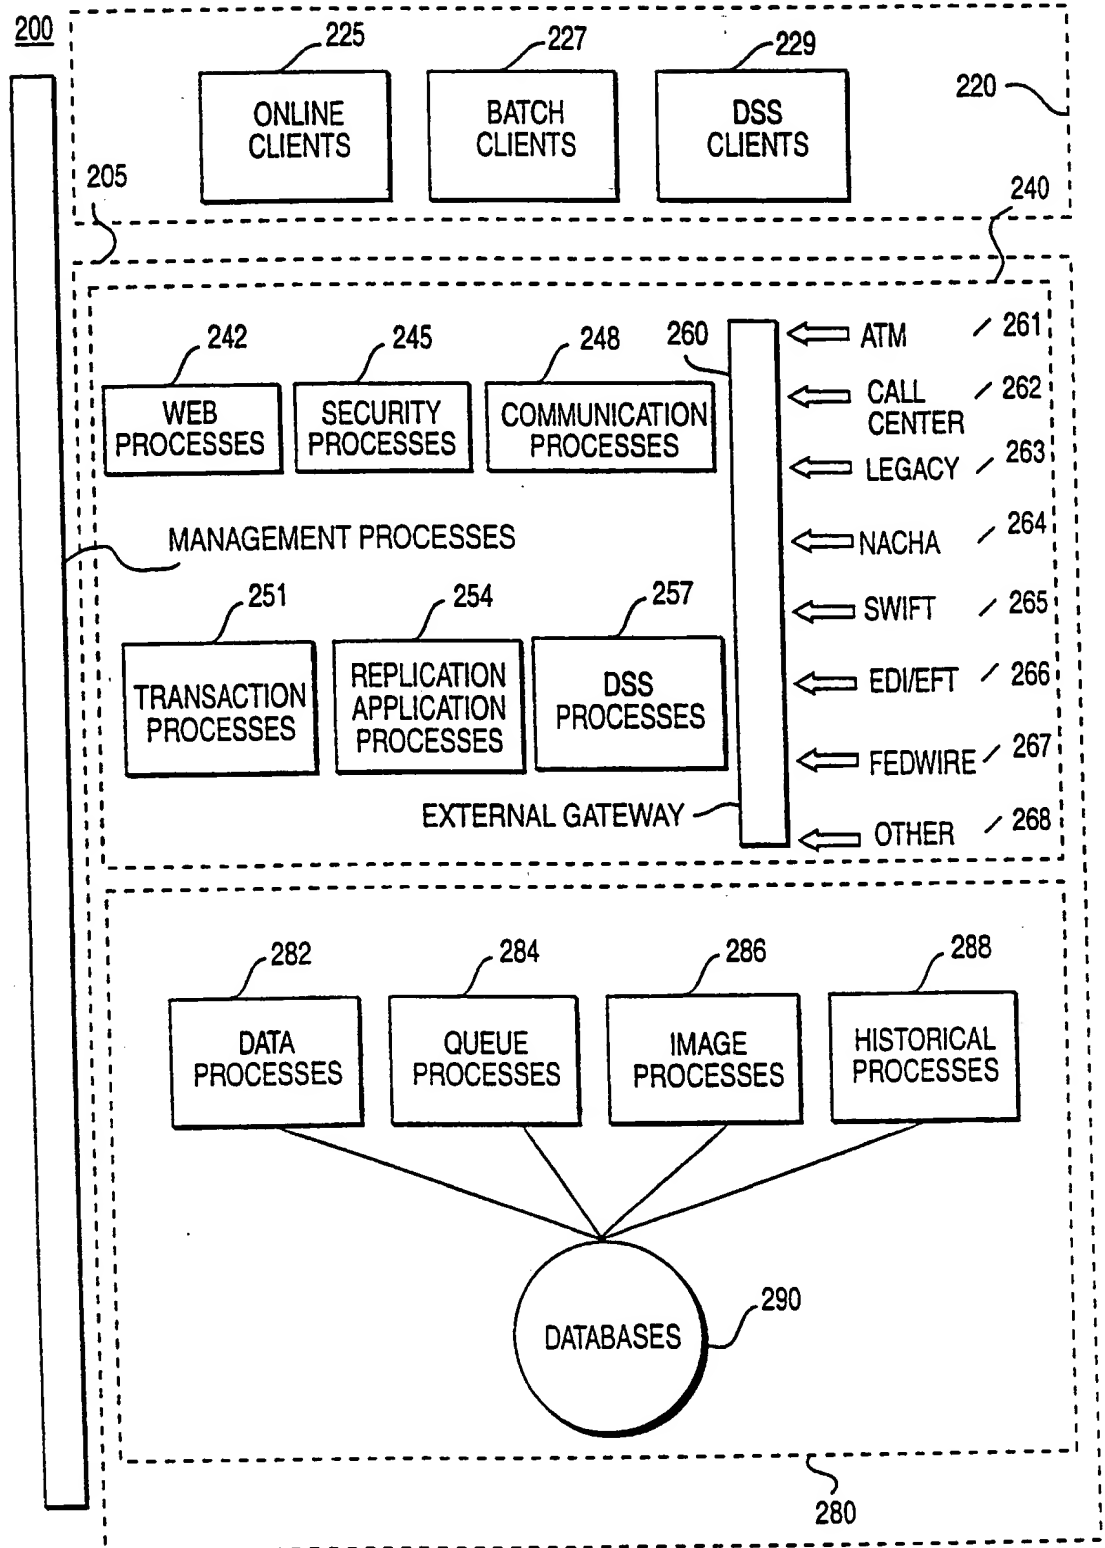 200
225
227
229
ONLINE
CLIENTS
BATCH
CLIENTS
DSS
CLIENTS
220
205
240
242
245
248
260
WEB
PROCESSES
SECURITY
PROCESSES
COMMUNICATION
PROCESSES
ATM
261
CALL
CENTER
262
LEGACY
263
NACHA
264
SWIFT
265
EDI/EFT
266
FEDWIRE
267
OTHER
268
MANAGEMENT PROCESSES
251
254
257
TRANSACTION
PROCESSES
REPLICATION
APPLICATION
PROCESSES
DSS
PROCESSES
EXTERNAL GATEWAY
282
284
286
288
DATA
PROCESSES
QUEUE
PROCESSES
IMAGE
PROCESSES
HISTORICAL
PROCESSES
DATABASES
290
280